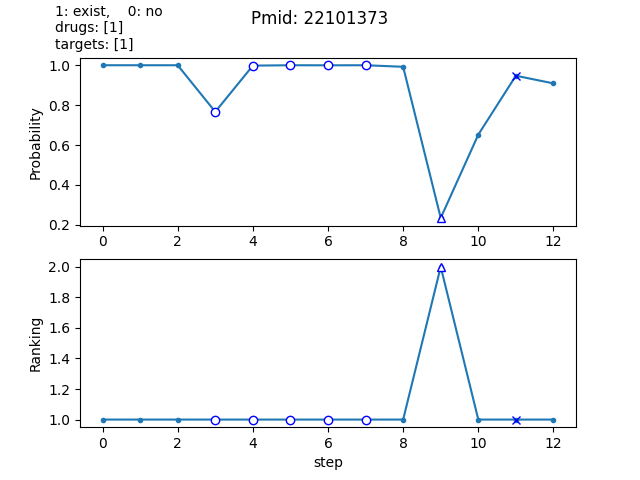 1: exist,    0: no
drugs: [1]
targets: [1]
Pmid: 22101373
Probability
1.0
0.8
0.6
0.4
0.2
0 2 4 6 8 10 12
Ranking
2.0
1.8
1.6
1.4
1.2
1.0
0 2 4 6 8 10 12
step